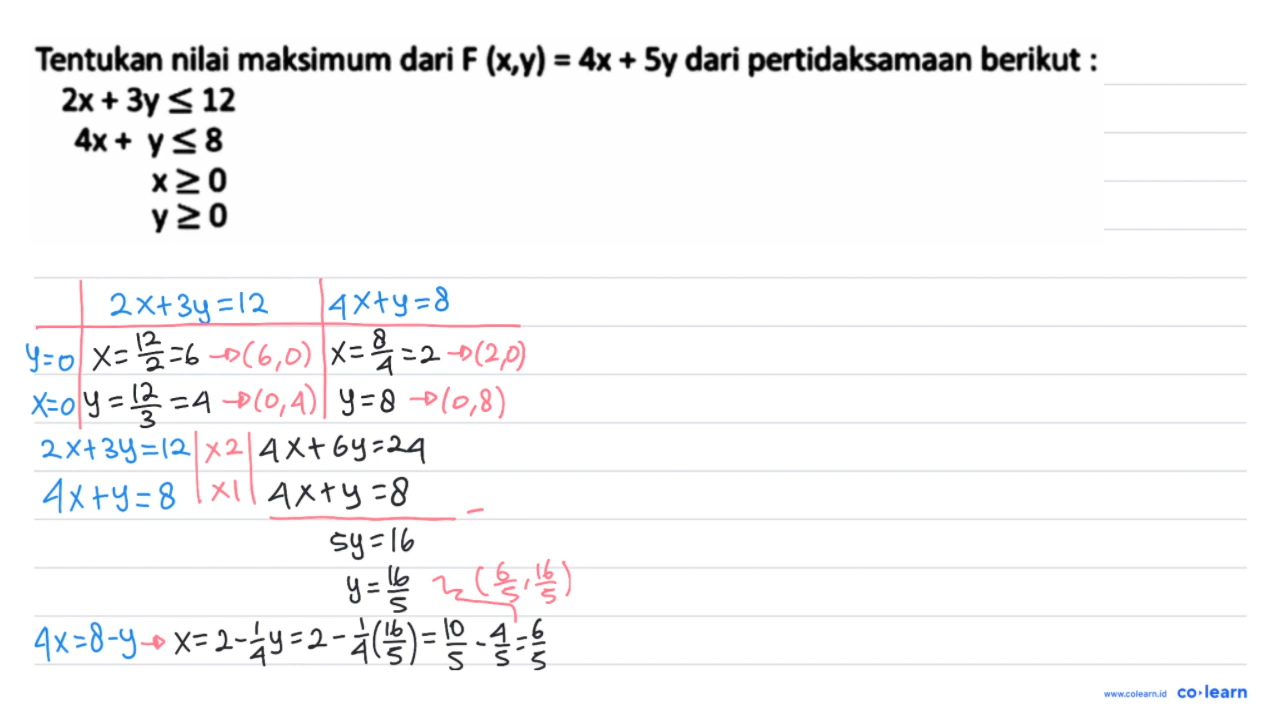 Tentukan nilai maksimum dari F (x,y) = 4x + 5y dari pertidaksamaan berikut :
2x + 3y ≤ 12
4x + y ≤ 8
x ≥ 0
y ≥ 0
2x+3y=12 4x+y=8
y=0 x=12/2=6 →(6,0) x=8/4=2 →(2,0)
x=0 y=12/3=4 →(0,4) y=8 →(0,8)
2x+3y=12 | x2 | 4x+6y=24
4x+y=8 | x1 | 4x+y=8 -
5y=16
y=16/5 (6/5, 16/5)
4x=8-y → x=2-1/4y=2-1/4(16/5)=10/5-4/5=6/5
www.colearn.id co·learn